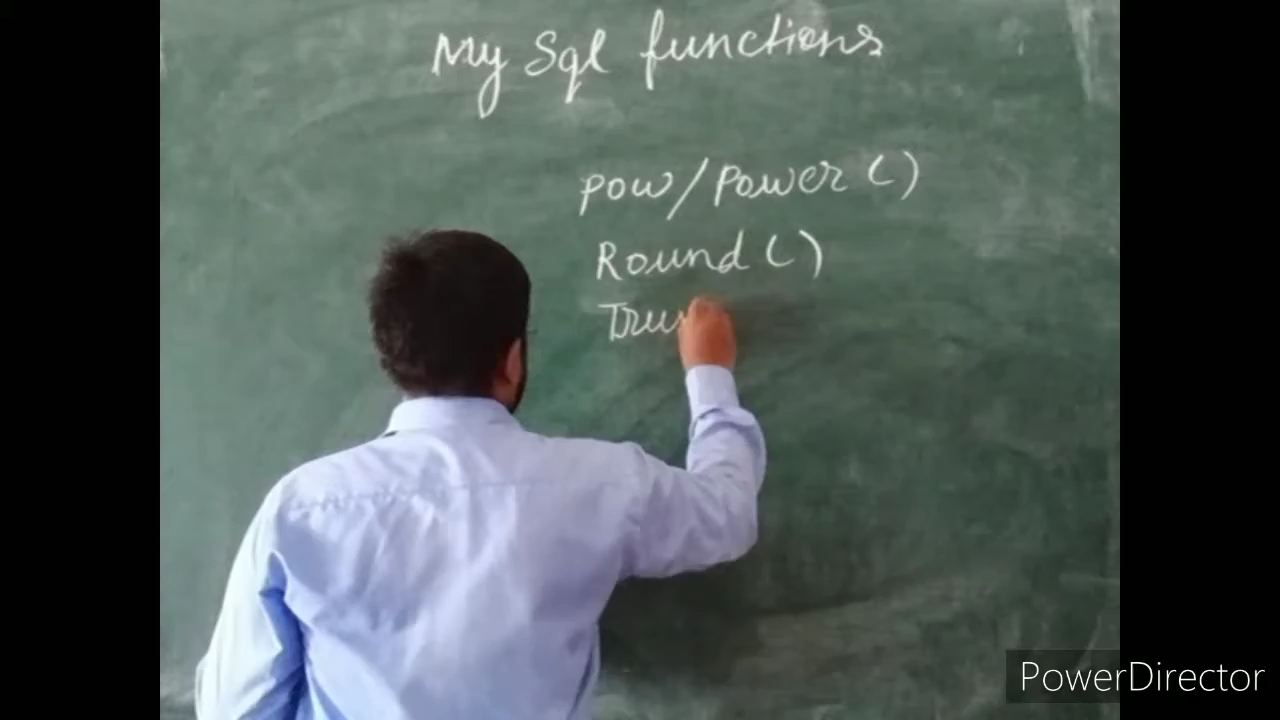 My Sql functions
pow/Power ( )
Round ( )
PowerDirector